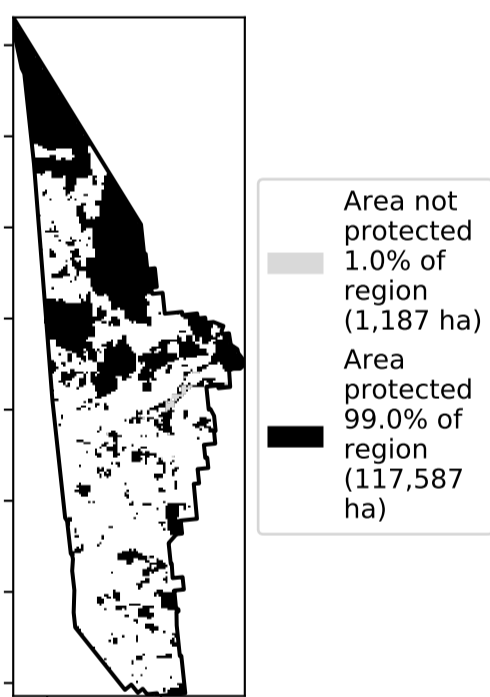 Area not
protected
1.0% of
region
(1,187 ha)
Area
protected
99.0% of
region
(117,587
ha)